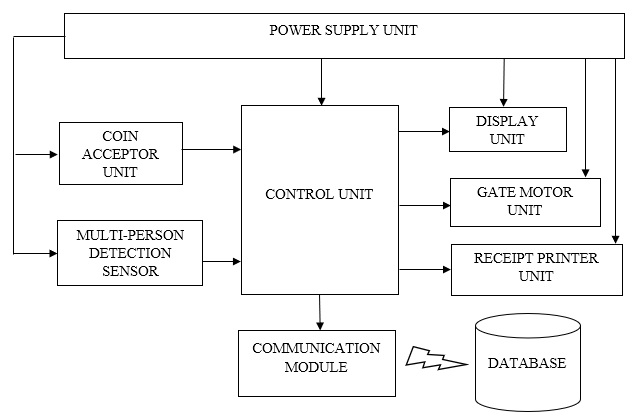 POWER SUPPLY UNIT
COIN
ACCEPTOR
UNIT
MULTI-PERSON
DETECTION
SENSOR
CONTROL UNIT
DISPLAY
UNIT
GATE MOTOR
UNIT
RECEIPT PRINTER
UNIT
COMMUNICATION
MODULE
DATABASE